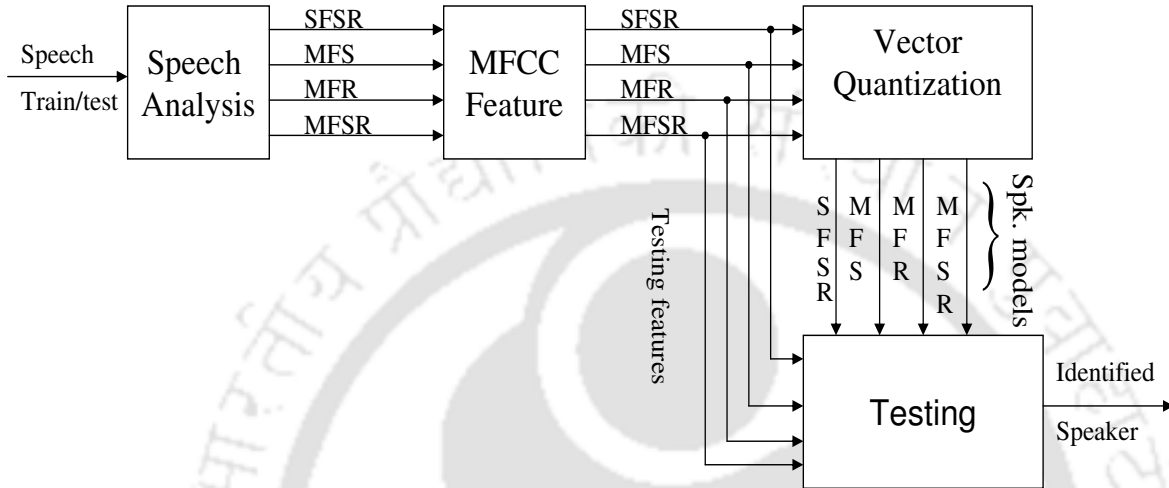 Speech
Train/test
Speech
Analysis
SFSR
MFS
MFR
MFSR
MFCC
Feature
SFSR
MFS
MFR
MFSR
Vector
Quantization
SFSR
MFS
MFR
MFSR
Spk. models
Testing features
Testing
Identified
Speaker